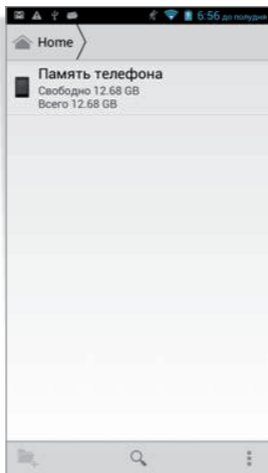 6:56 до полудня
Home
Память телефона
Свободно 12.68 GB
Всего 12.68 GB